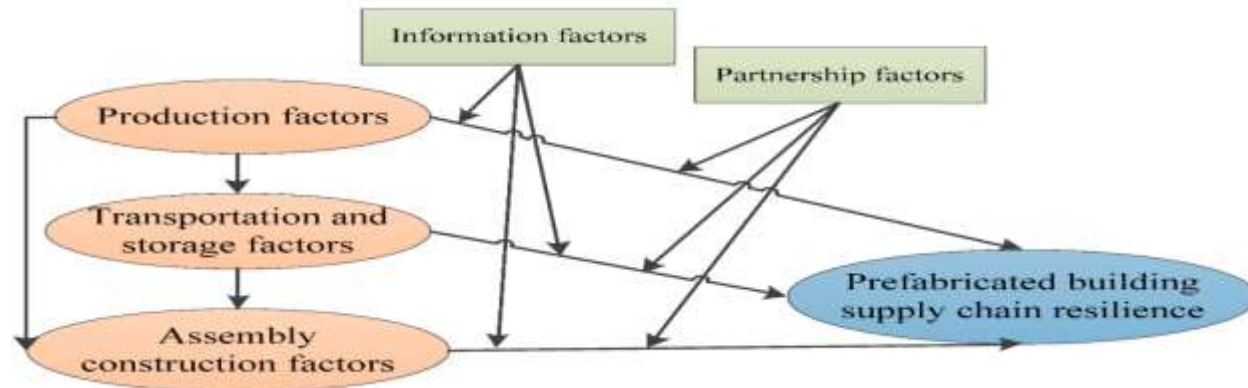 Information factors
Partnership factors
Production factors
Transportation and
storage factors
Prefabricated building
supply chain resilience
Assembly
construction factors